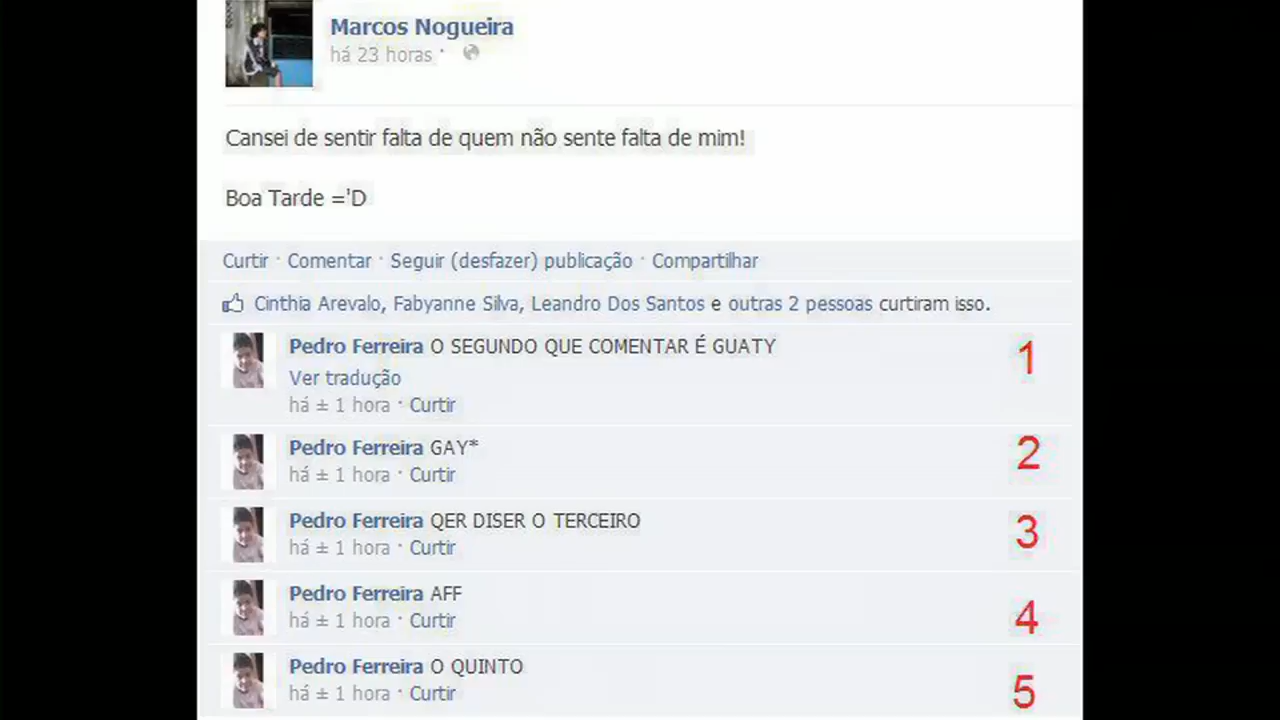 Marcos Nogueira
há 23 horas ·
Cansei de sentir falta de quem não sente falta de mim!
Boa Tarde ='D
Curtir · Comentar · Seguir (desfazer) publicação · Compartilhar
Cinthia Arevalo, Fabyanne Silva, Leandro Dos Santos e outras 2 pessoas curtiram isso.
Pedro Ferreira O SEGUNDO QUE COMENTAR É GUATY 1
Ver tradução
há ± 1 hora · Curtir
Pedro Ferreira GAY* 2
há ± 1 hora · Curtir
Pedro Ferreira QER DISER O TERCEIRO 3
há ± 1 hora · Curtir
Pedro Ferreira AFF 4
há ± 1 hora · Curtir
Pedro Ferreira O QUINTO 5
há ± 1 hora · Curtir